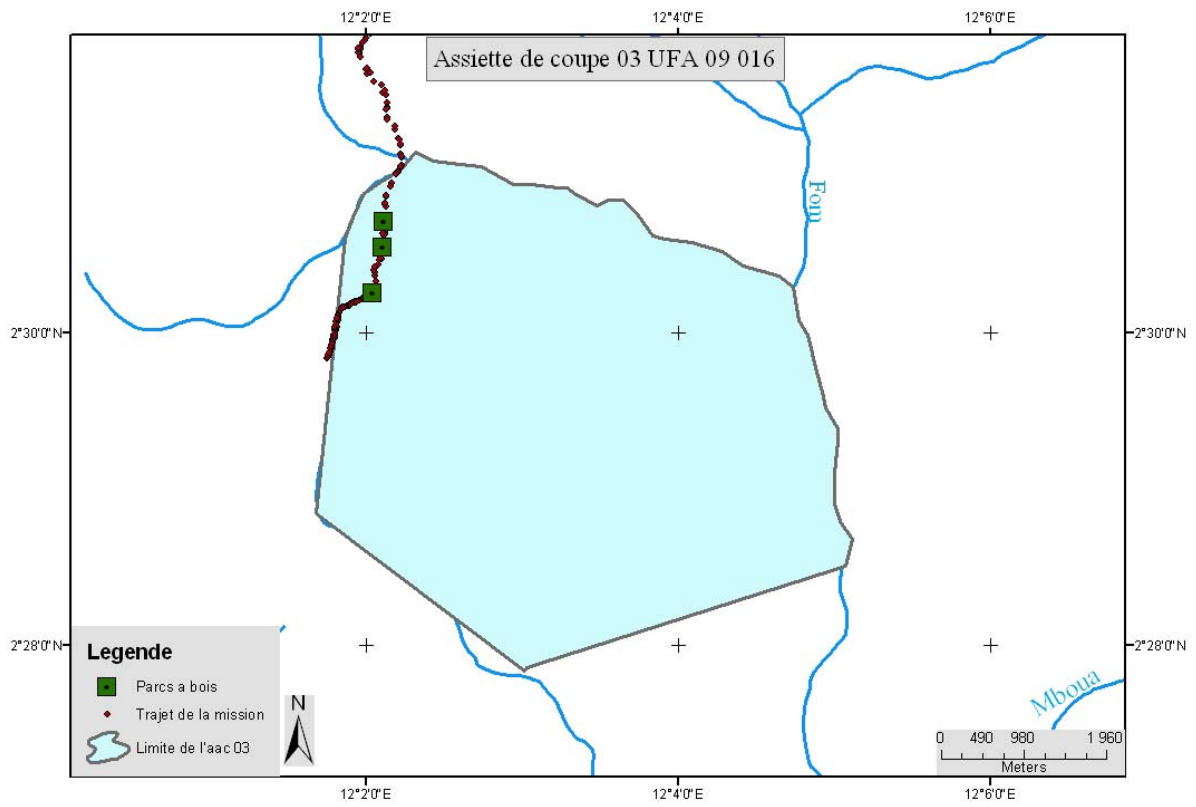 12°2'0"E 12°4'0"E 12°6'0"E
Assiette de coupe 03 UFA 09 016
Fom
2°30'0"N 2°30'0"N
2°28'0"N 2°28'0"N
Mboua
Legende
Parcs a bois
Trajet de la mission
Limite de l'aac 03
N
0 490 980 1 960
Meters
12°2'0"E 12°4'0"E 12°6'0"E